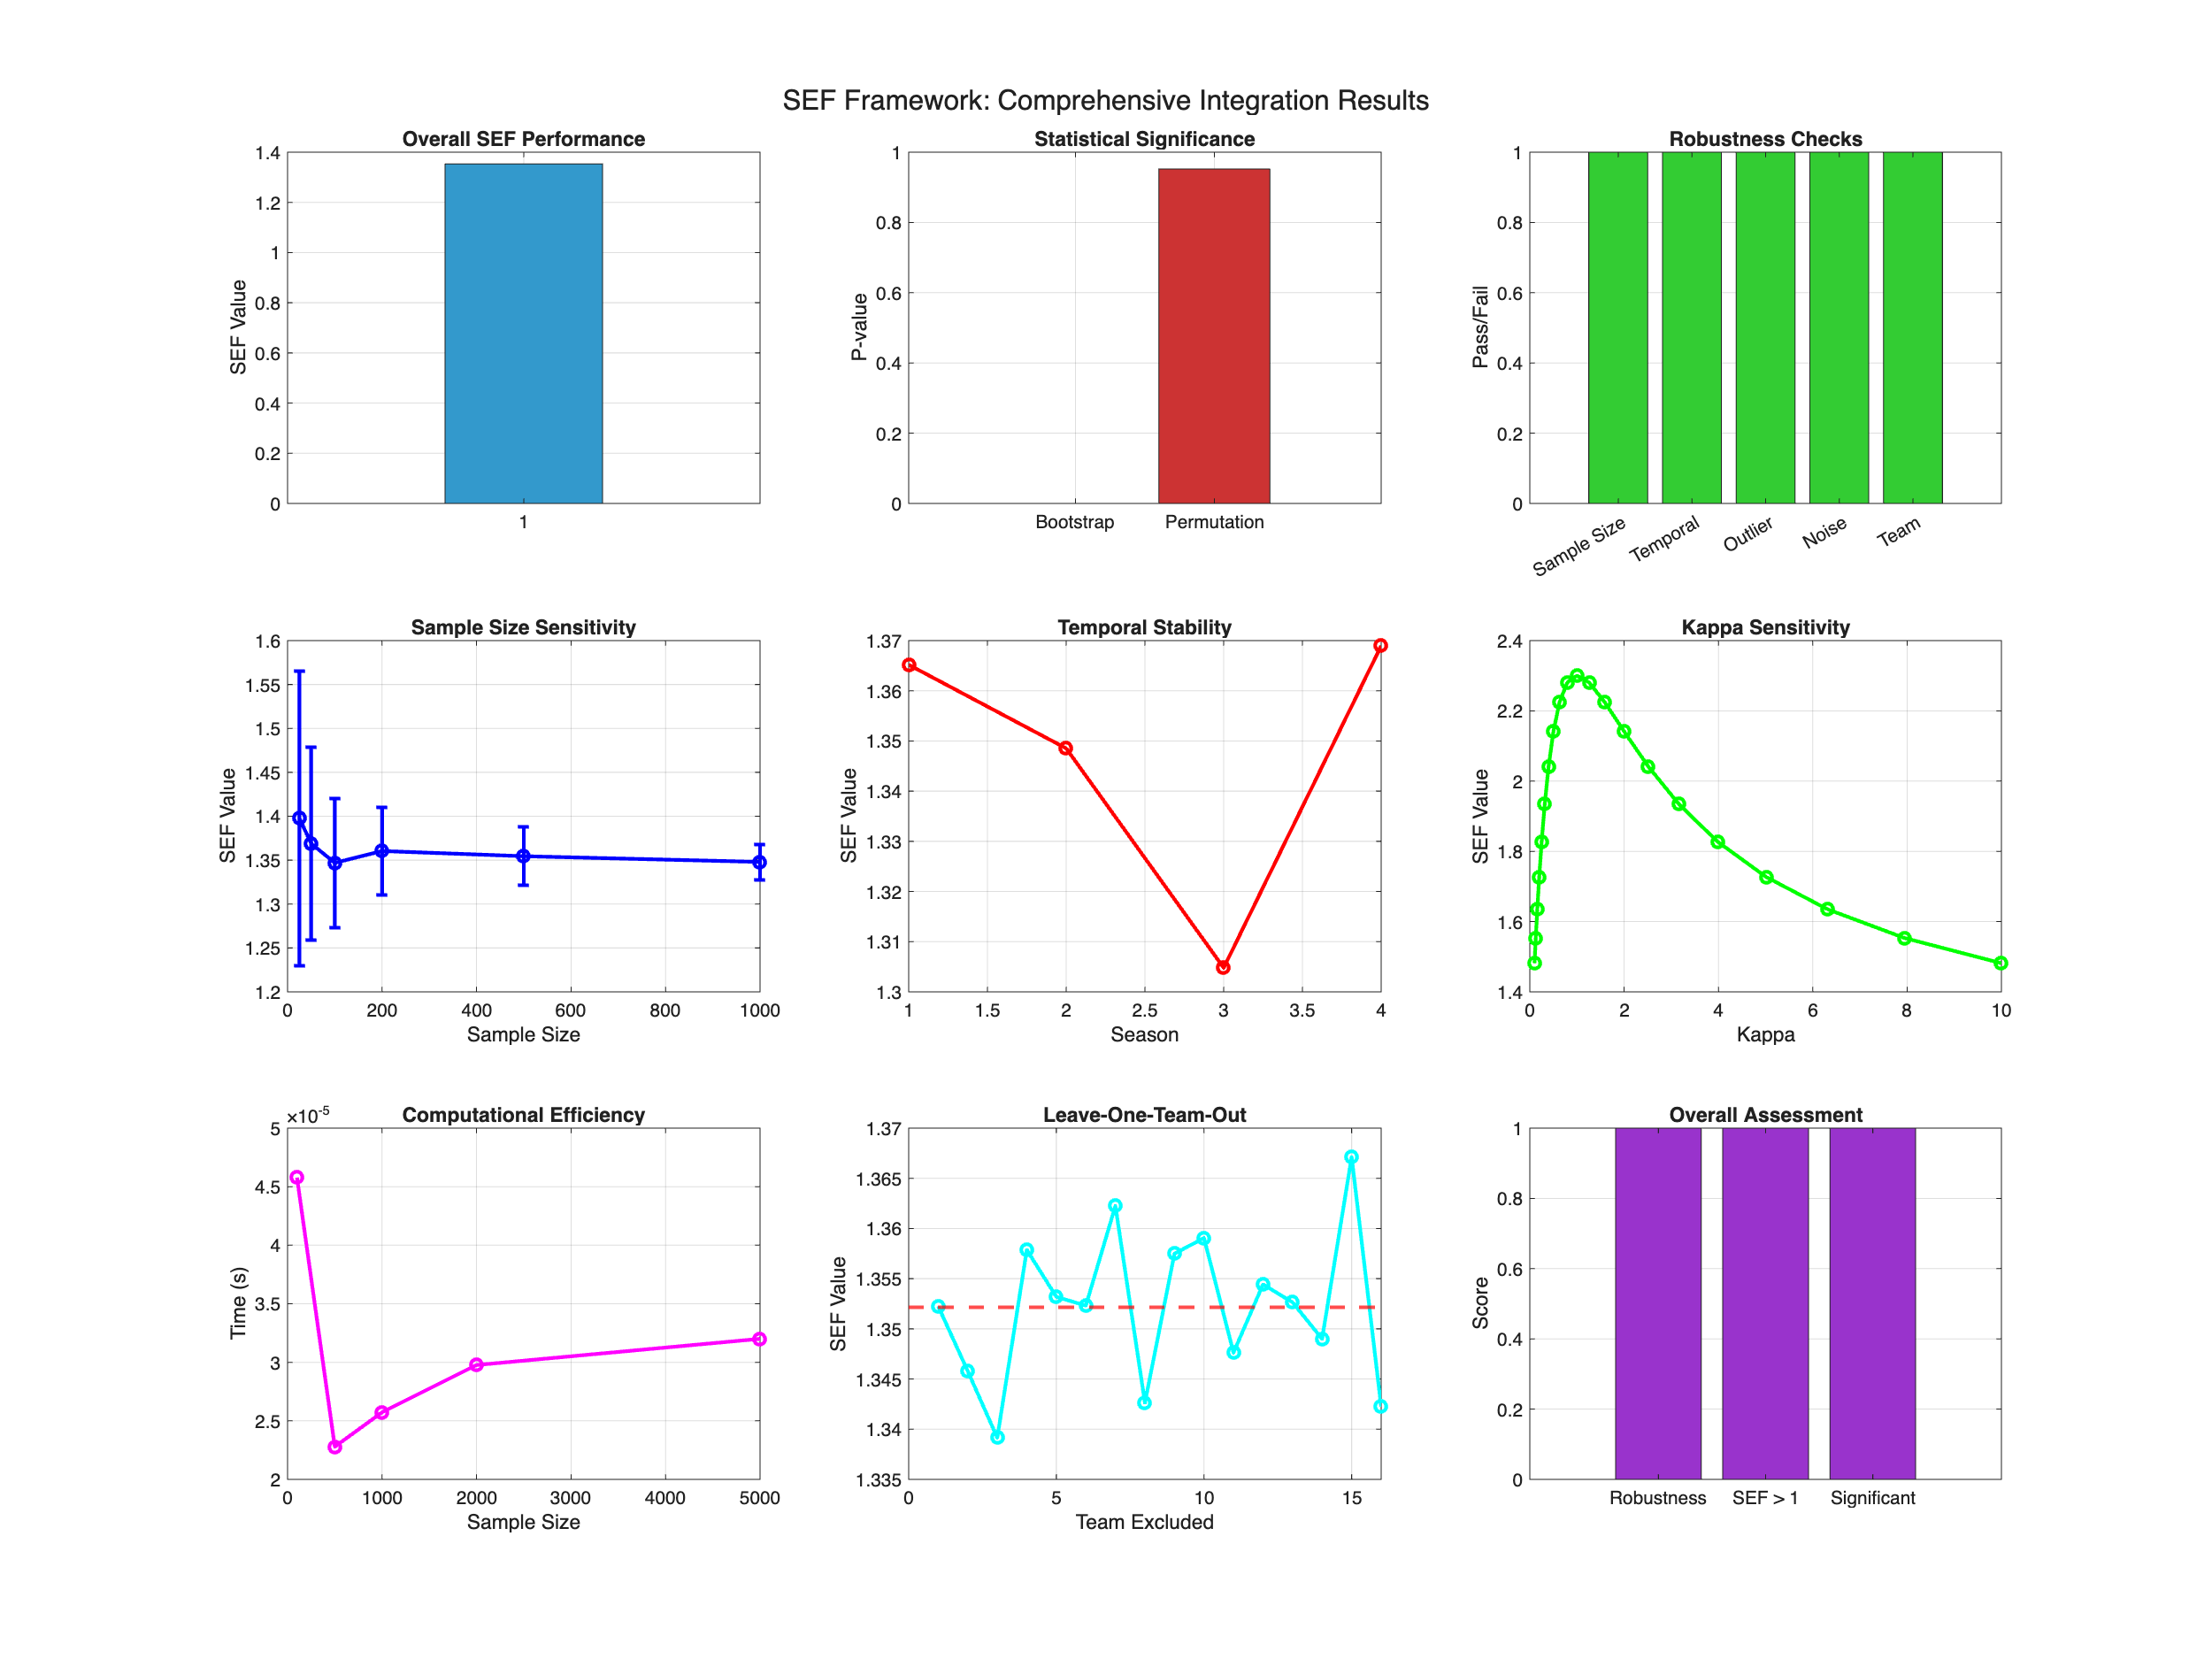 SEF Framework: Comprehensive Integration Results
Overall SEF Performance
SEF Value
1.4
1.2
1
0.8
0.6
0.4
0.2
0
1
Statistical Significance
P-value
1
0.8
0.6
0.4
0.2
0
Bootstrap Permutation
Robustness Checks
Pass/Fail
1
0.8
0.6
0.4
0.2
0
Sample Size Temporal Outlier Noise Team
Sample Size Sensitivity
SEF Value
1.6
1.55
1.5
1.45
1.4
1.35
1.3
1.25
1.2
0 200 400 600 800 1000
Sample Size
Temporal Stability
SEF Value
1.37
1.36
1.35
1.34
1.33
1.32
1.31
1.3
1 1.5 2 2.5 3 3.5 4
Season
Kappa Sensitivity
SEF Value
2.4
2.2
2
1.8
1.6
1.4
0 2 4 6 8 10
Kappa
Computational Efficiency
×10⁻⁵
Time (s)
5
4.5
4
3.5
3
2.5
2
0 1000 2000 3000 4000 5000
Sample Size
Leave-One-Team-Out
SEF Value
1.37
1.365
1.36
1.355
1.35
1.345
1.34
1.335
0 5 10 15
Team Excluded
Overall Assessment
Score
1
0.8
0.6
0.4
0.2
0
Robustness SEF > 1 Significant